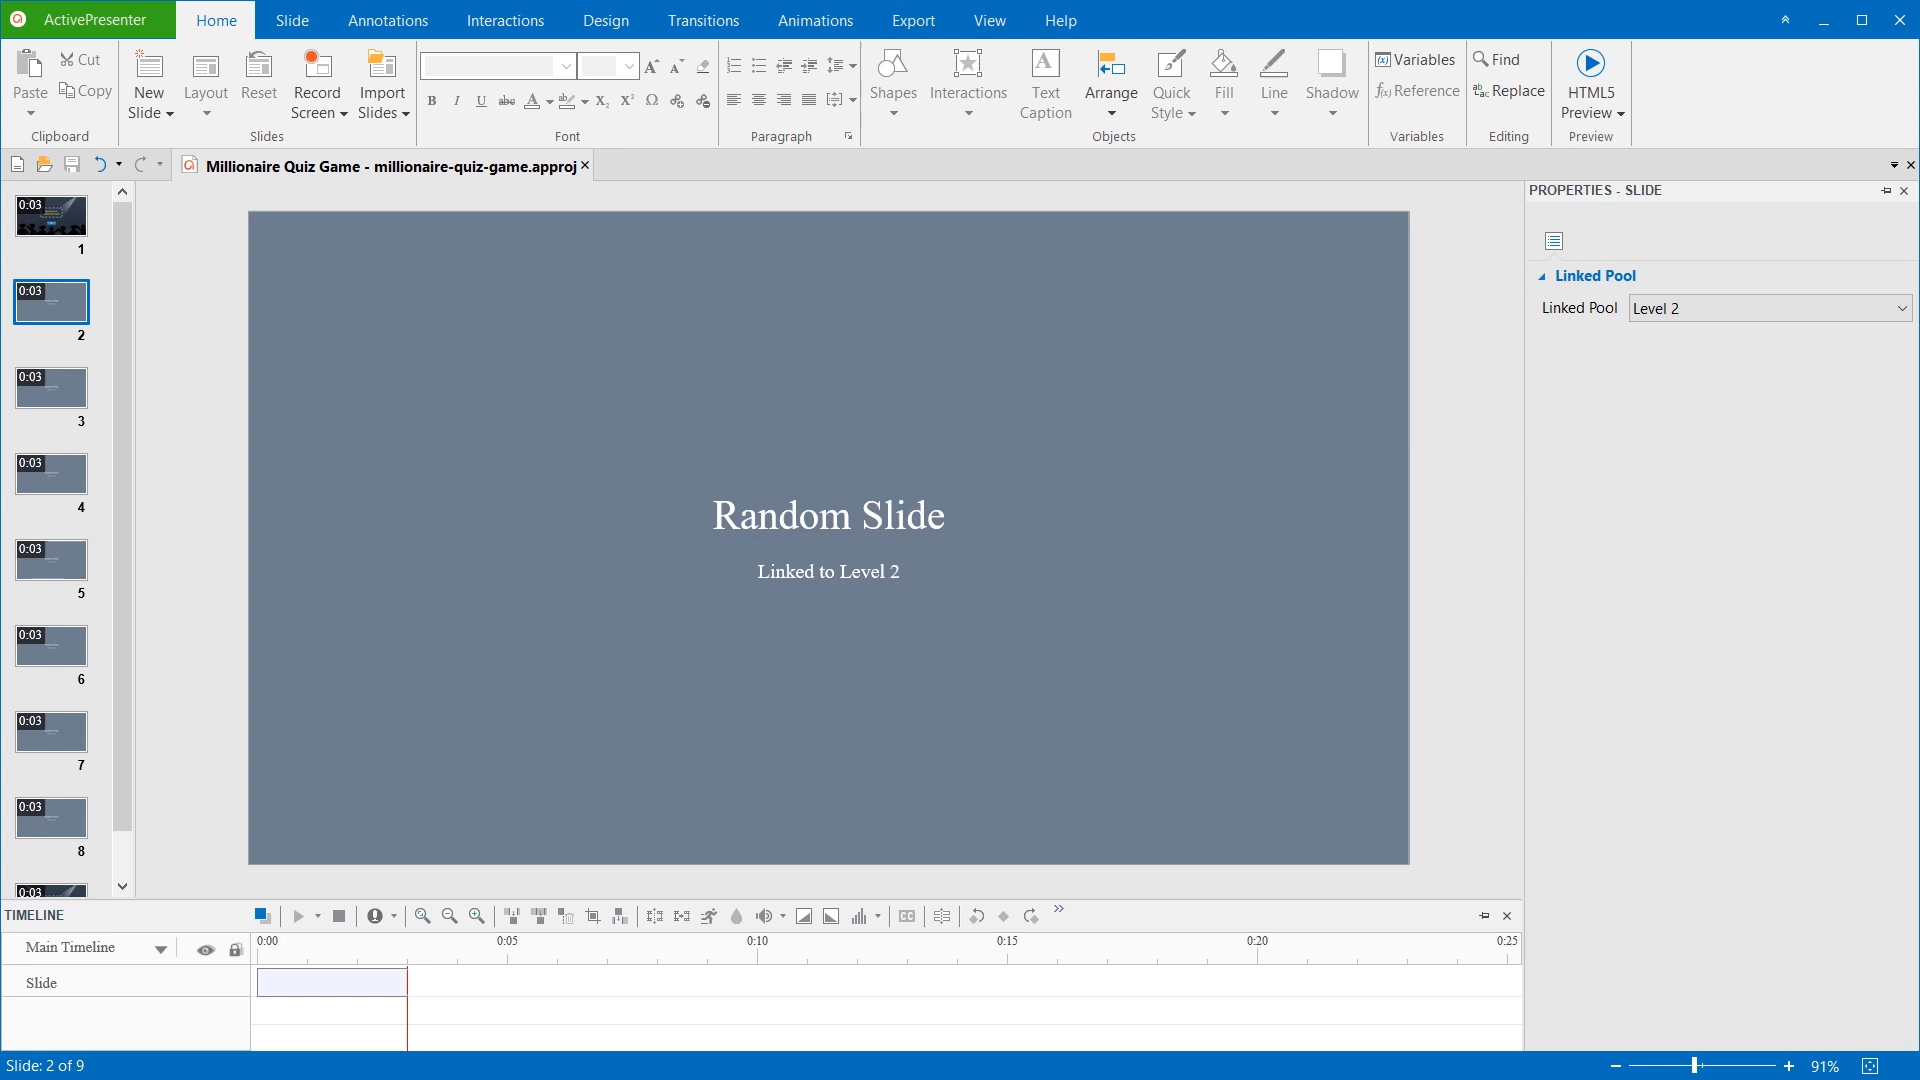 ActivePresenter
Home
Slide
Annotations
Interactions
Design
Transitions
Animations
Export
View
Help
Paste
Cut
Copy
Clipboard
New
Slide
Layout
Reset
Record
Screen
Import
Slides
Slides
Font
Paragraph
Shapes
Interactions
Text
Caption
Arrange
Quick
Style
Fill
Line
Shadow
Objects
Variables
Reference
Variables
Find
Replace
Editing
HTML5
Preview
Preview
Millionaire Quiz Game - millionaire-quiz-game.approj
0:03
1
0:03
2
0:03
3
0:03
4
0:03
5
0:03
6
0:03
7
0:03
8
0:03
Random Slide
Linked to Level 2
PROPERTIES - SLIDE
Linked Pool
Linked Pool
Level 2
TIMELINE
CC
Main Timeline
0:00
0:05
0:10
0:15
0:20
0:25
Slide
Slide: 2 of 9
91%